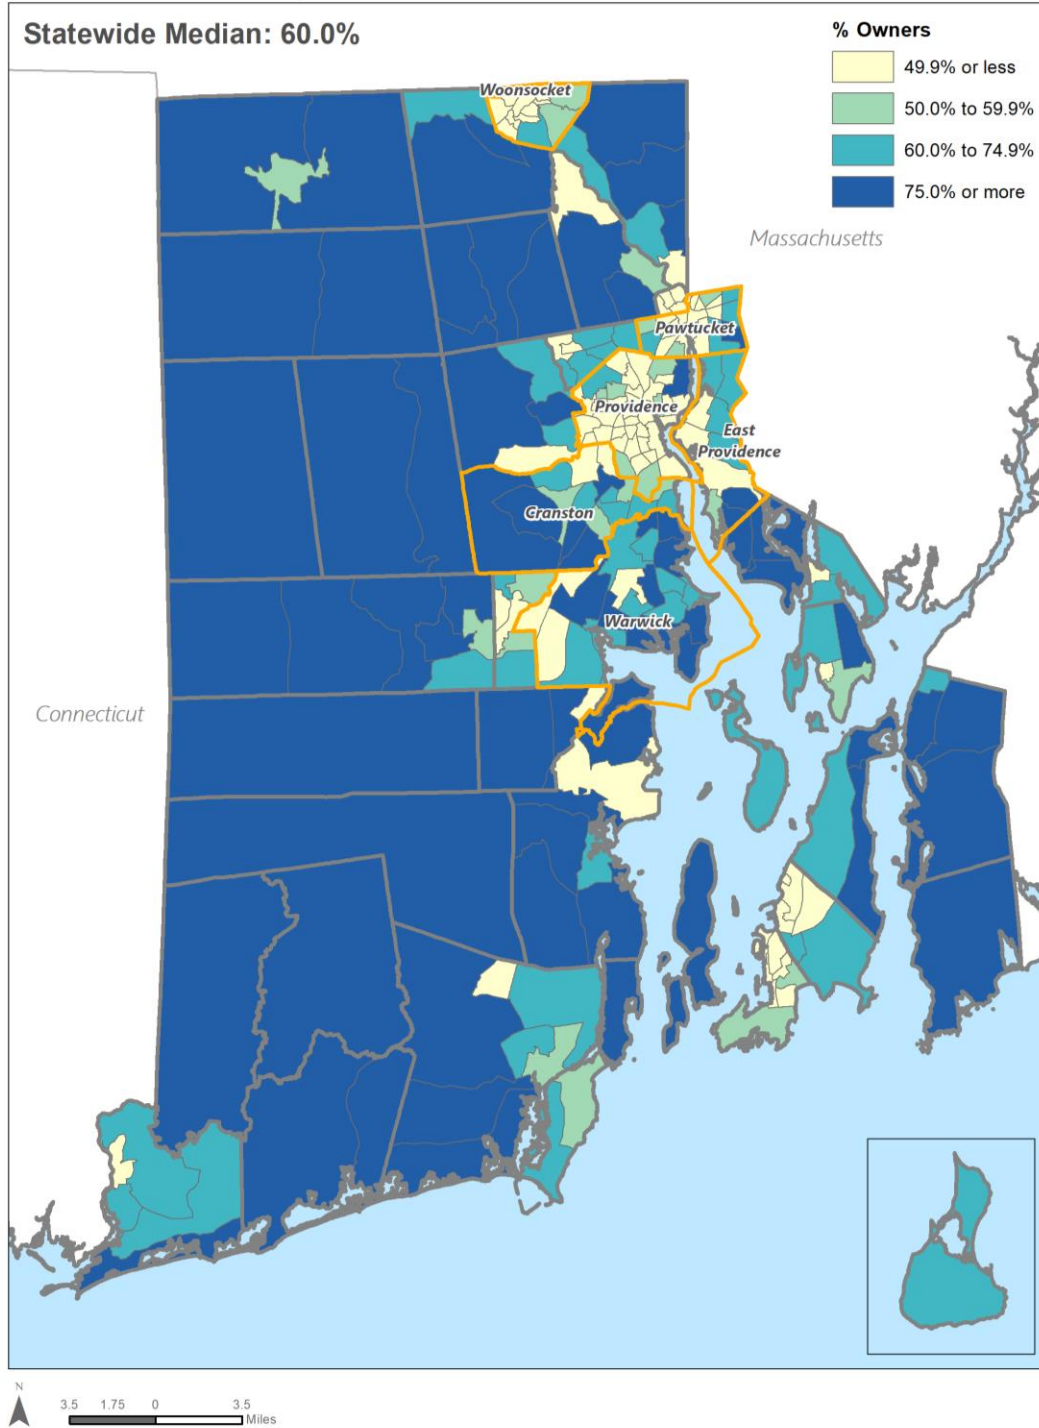 Statewide Median: 60.0%
% Owners
49.9% or less
50.0% to 59.9%
60.0% to 74.9%
75.0% or more
Woonsocket
Massachusetts
Pawtucket
Providence
East
Providence
Cranston
Warwick
Connecticut
N
3.5 1.75 0 3.5
Miles